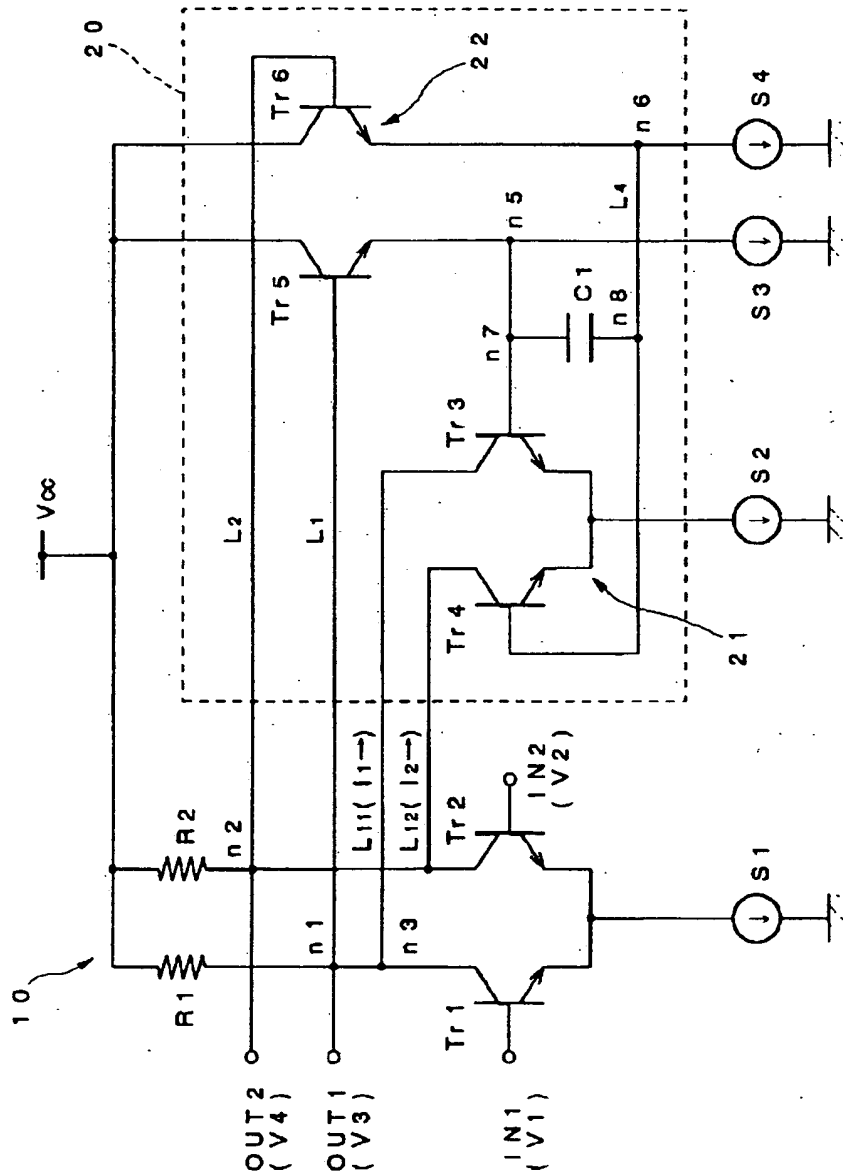 10
Vcc
20
R1
R2
n2
L2
Tr6
22
OUT2
(V4)
n1
L1
Tr5
OUT1
(V3)
n3
L11(I1→)
L12(I2→)
Tr1
Tr2
IN1
(V1)
IN2
(V2)
Tr4
Tr3
n7
n5
C1
n8
L4
n6
21
S1
S2
S3
S4